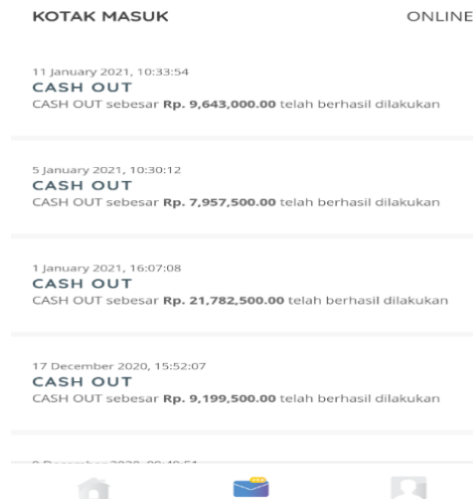 KOTAK MASUK ONLINE
11 January 2021, 10:33:54
CASH OUT
CASH OUT sebesar Rp. 9,643,000.00 telah berhasil dilakukan
5 January 2021, 10:30:12
CASH OUT
CASH OUT sebesar Rp. 7,957,500.00 telah berhasil dilakukan
1 January 2021, 16:07:08
CASH OUT
CASH OUT sebesar Rp. 21,782,500.00 telah berhasil dilakukan
17 December 2020, 15:52:07
CASH OUT
CASH OUT sebesar Rp. 9,199,500.00 telah berhasil dilakukan
December 2020,